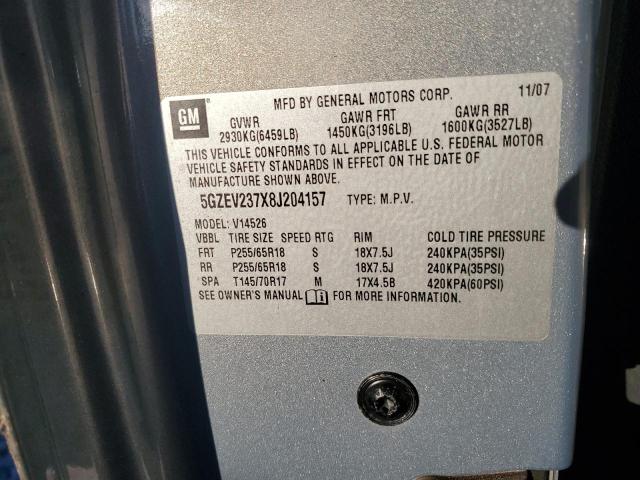 MFD BY GENERAL MOTORS CORP. 11/07
GM GVWR GAWR FRT GAWR RR
2930KG(6459LB) 1450KG(3196LB) 1600KG(3527LB)
THIS VEHICLE CONFORMS TO ALL APPLICABLE U.S. FEDERAL MOTOR
VEHICLE SAFETY STANDARDS IN EFFECT ON THE DATE OF
MANUFACTURE SHOWN ABOVE.
5GZEV237X8J204157 TYPE: M.P.V.
MODEL: V14526
VBBL TIRE SIZE SPEED RTG RIM COLD TIRE PRESSURE
FRT P255/65R18 S 18X7.5J 240KPA(35PSI)
RR P255/65R18 S 18X7.5J 240KPA(35PSI)
SPA T145/70R17 M 17X4.5B 420KPA(60PSI)
SEE OWNER'S MANUAL FOR MORE INFORMATION.